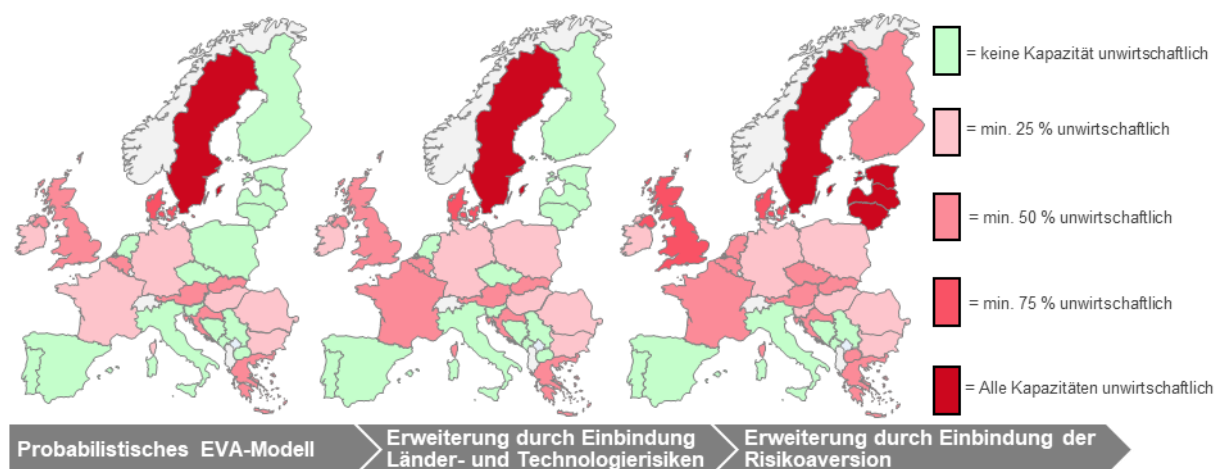 = keine Kapazität unwirtschaftlich
= min. 25 % unwirtschaftlich
= min. 50 % unwirtschaftlich
= min. 75 % unwirtschaftlich
= Alle Kapazitäten unwirtschaftlich
Probabilistisches EVA-Modell
Erweiterung durch Einbindung
Länder- und Technologierisiken
Erweiterung durch Einbindung der
Risikoaversion